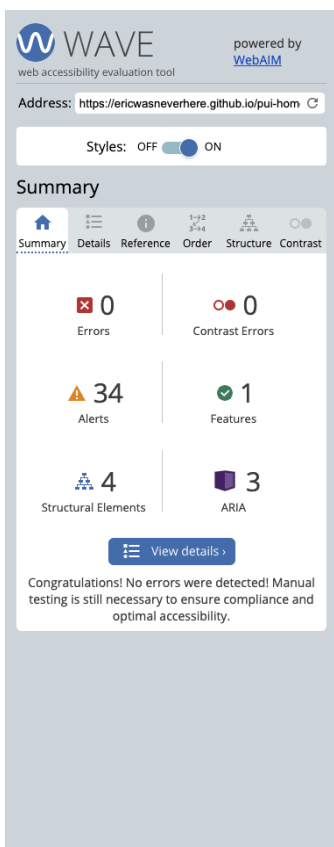 WAVE
web accessibility evaluation tool
powered by
WebAIM
Address: https://ericwasneverhere.github.io/pui-hom
Styles: OFF ON
Summary
Summary Details Reference Order Structure Contrast
0 0
Errors Contrast Errors
34 1
Alerts Features
4 3
Structural Elements ARIA
View details ›
Congratulations! No errors were detected! Manual
testing is still necessary to ensure compliance and
optimal accessibility.